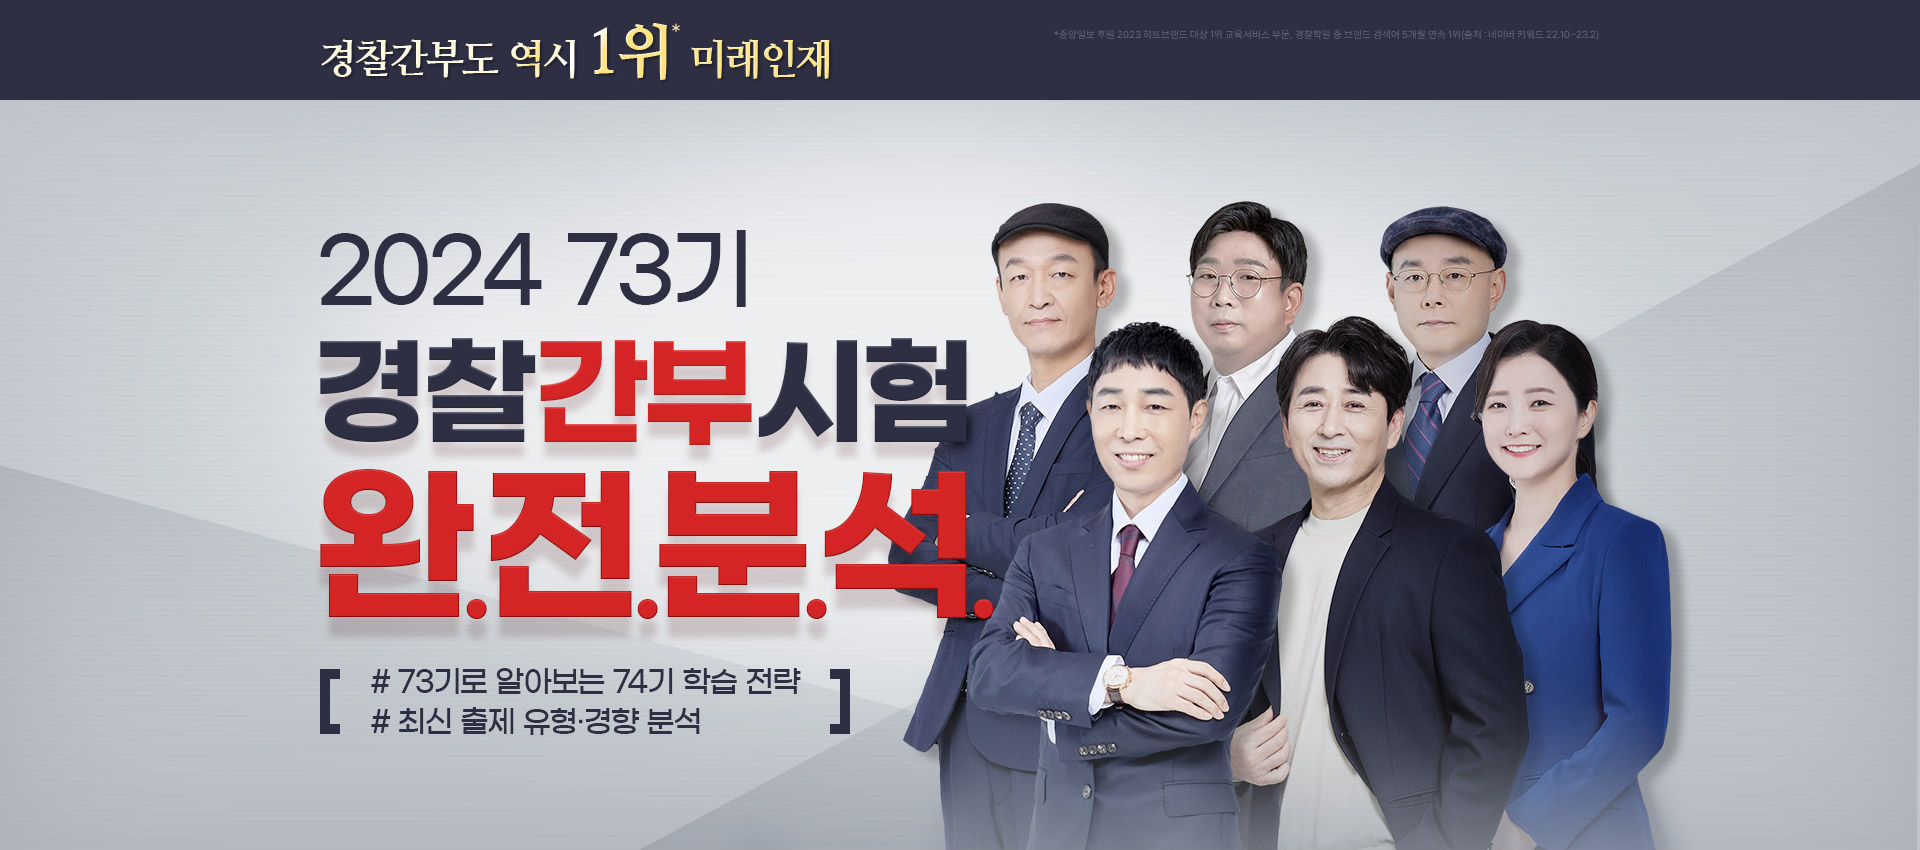 경찰간부도 역시 1위* 미래인재
*중앙일보 후원 2023 히트브랜드 대상 1위 교육서비스 부문, 경찰학원 중 브랜드 검색어 5개월 연속 1위(출처 : 네이버 키워드 22.10~23.2)
2024 73기
경찰간부시험
완.전.분.석.
# 73기로 알아보는 74기 학습 전략
# 최신 출제 유형·경향 분석